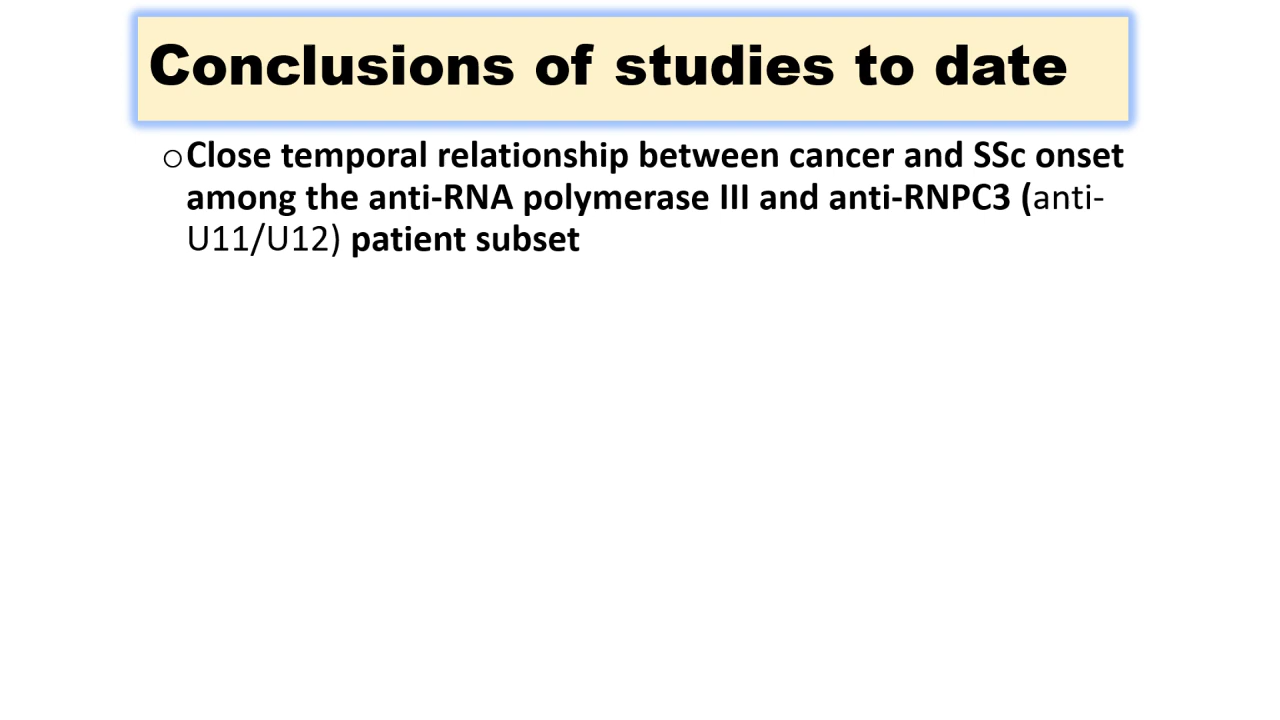 Conclusions of studies to date
○Close temporal relationship between cancer and SSc onset
among the anti-RNA polymerase III and anti-RNPC3 (anti-
U11/U12) patient subset